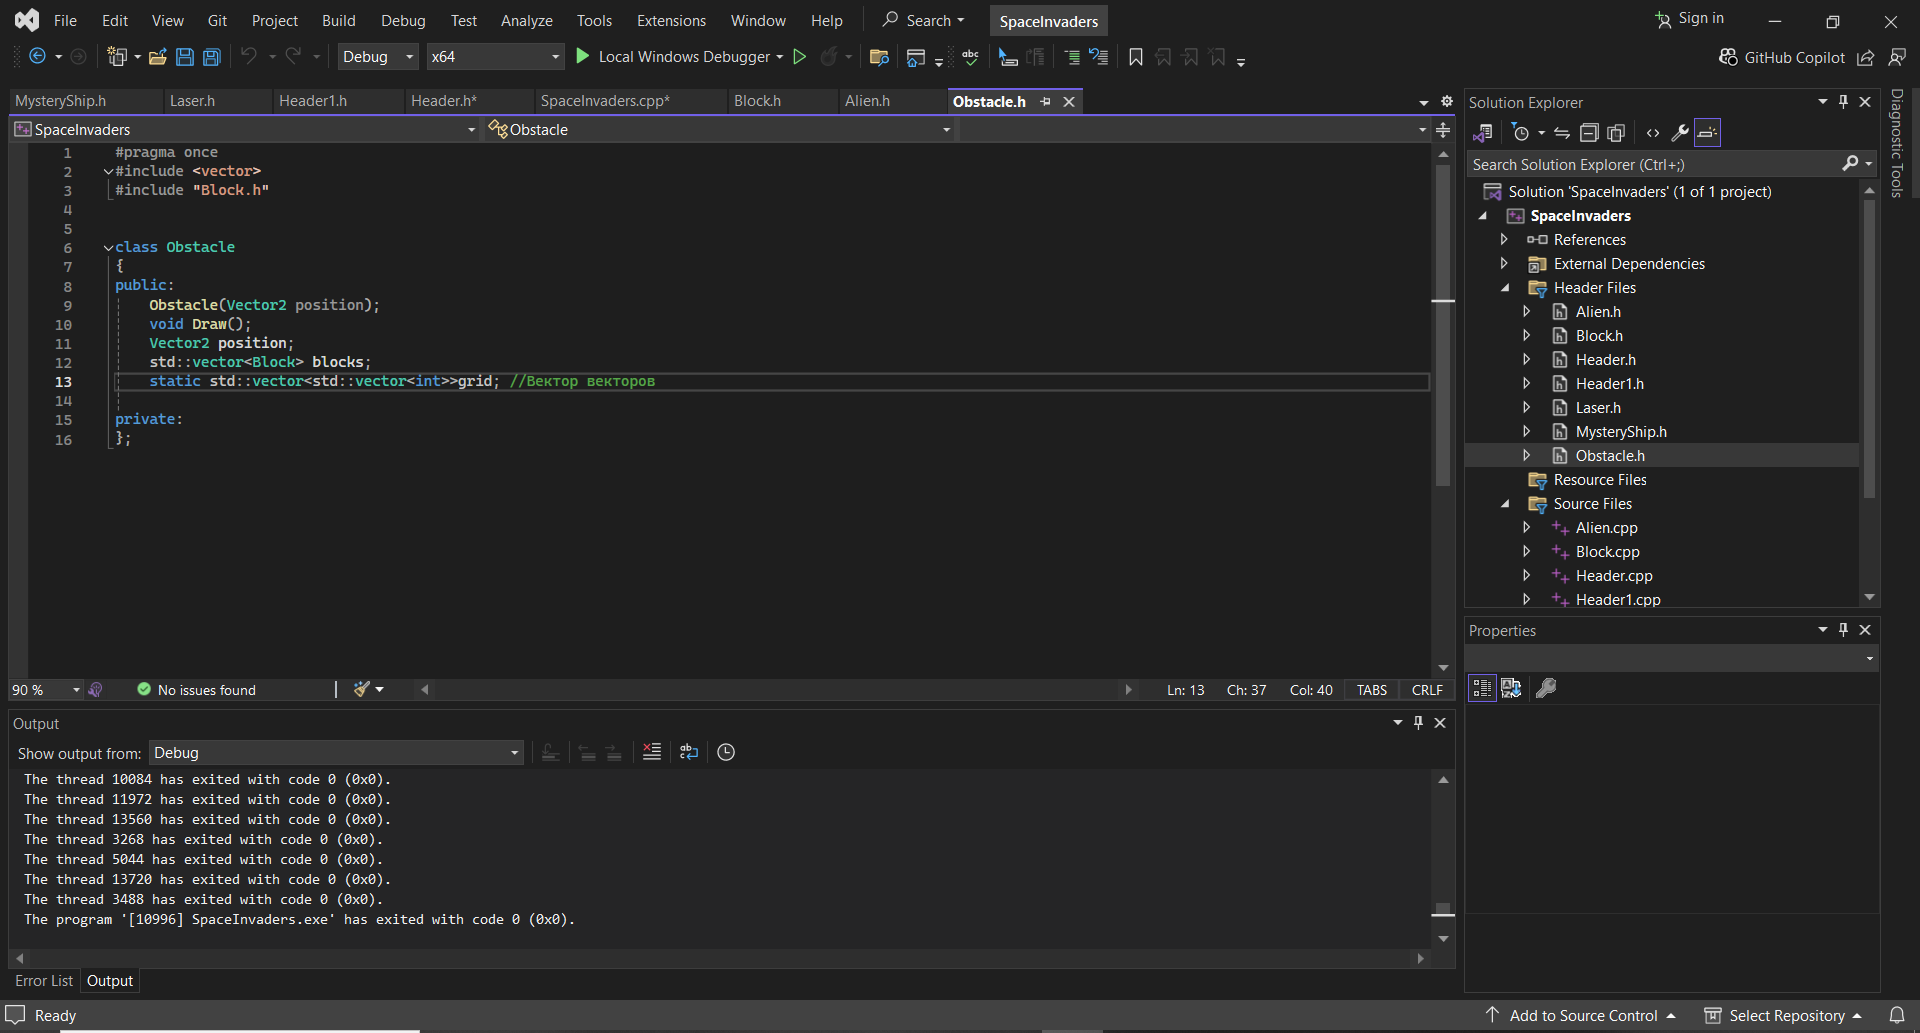 File Edit View Git Project Build Debug Test Analyze Tools Extensions Window Help Search SpaceInvaders Sign in
Debug x64 Local Windows Debugger GitHub Copilot
MysteryShip.h Laser.h Header1.h Header.h* SpaceInvaders.cpp* Block.h Alien.h Obstacle.h
SpaceInvaders Obstacle
1 #pragma once
2 #include <vector>
3 #include "Block.h"
4
5
6 class Obstacle
7 {
8 public:
9 Obstacle(Vector2 position);
10 void Draw();
11 Vector2 position;
12 std::vector<Block> blocks;
13 static std::vector<std::vector<int>>grid; //Вектор векторов
14
15 private:
16 };
90 % No issues found Ln: 13 Ch: 37 Col: 40 TABS CRLF
Output
Show output from: Debug
The thread 10084 has exited with code 0 (0x0).
The thread 11972 has exited with code 0 (0x0).
The thread 13560 has exited with code 0 (0x0).
The thread 3268 has exited with code 0 (0x0).
The thread 5044 has exited with code 0 (0x0).
The thread 13720 has exited with code 0 (0x0).
The thread 3488 has exited with code 0 (0x0).
The program '[10996] SpaceInvaders.exe' has exited with code 0 (0x0).
Error List Output
Solution Explorer
Search Solution Explorer (Ctrl+;)
Solution 'SpaceInvaders' (1 of 1 project)
SpaceInvaders
References
External Dependencies
Header Files
Alien.h
Block.h
Header.h
Header1.h
Laser.h
MysteryShip.h
Obstacle.h
Resource Files
Source Files
Alien.cpp
Block.cpp
Header.cpp
Header1.cpp
Properties
Diagnostic Tools
Ready Add to Source Control Select Repository